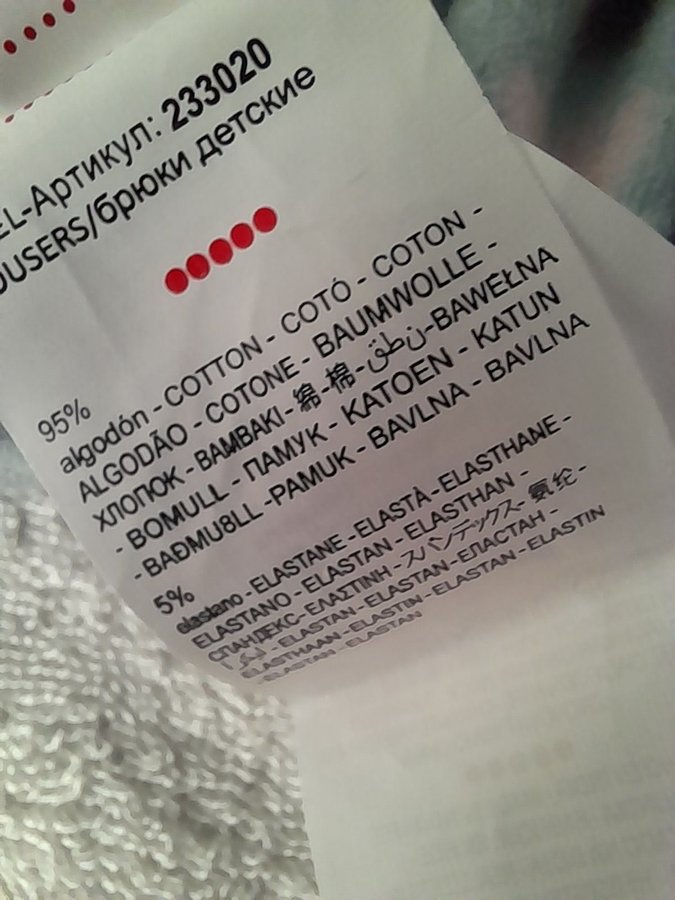 EL-Артикул: 233020
OUSERS/брюки детские
95%
algodón - COTTON - COTÓ - COTON -
ALGODÃO - COTONE - BAUMWOLLE -
ХЛОПОК - BAMBAKI - 綿-棉-قطن-BAWEŁNA
- BOMULL - ПАМУК - KATOEN - KATUN
- BAÐMU8LL -PAMUK - BAVLNA - BAVLNA
5%
elastano - ELASTANE - ELASTÀ - ELASTHANE -
ELASTANO - ELASTAN - ELASTHAN -
СПАНДЕКС- ΕΛΑΣΤΙΝΗ - スパンデックス- 氨纶 -
- ELASTAN - ELASTAN - ЕЛАСТАН -
ELASTHAAN - ELASTIN - ELASTAN - ELASTIN
- ELASTAN - ELASTAN